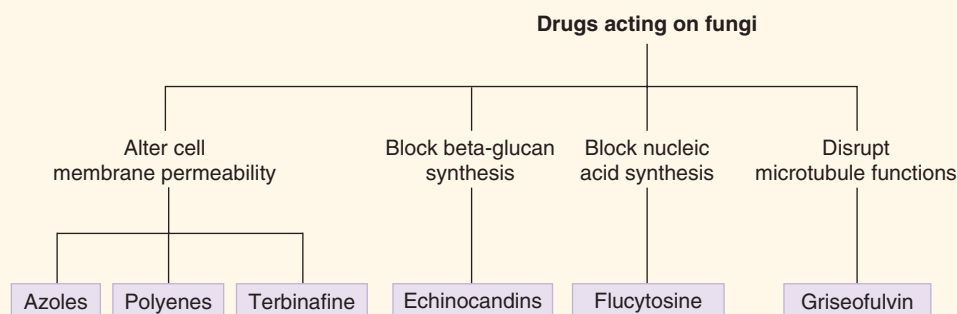 Drugs acting on fungi
Alter cell
membrane permeability
Block beta-glucan
synthesis
Block nucleic
acid synthesis
Disrupt
microtubule functions
Azoles
Polyenes
Terbinafine
Echinocandins
Flucytosine
Griseofulvin